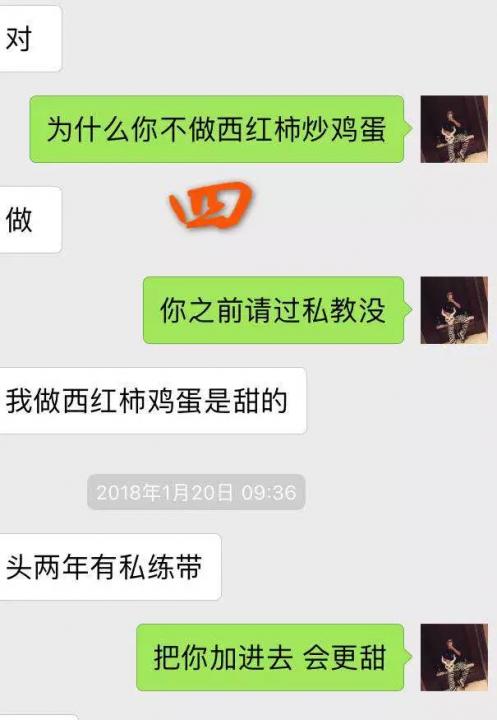 对
为什么你不做西红柿炒鸡蛋
四
做
你之前请过私教没
我做西红柿鸡蛋是甜的
2018年1月20日 09:36
头两年有私练带
把你加进去 会更甜